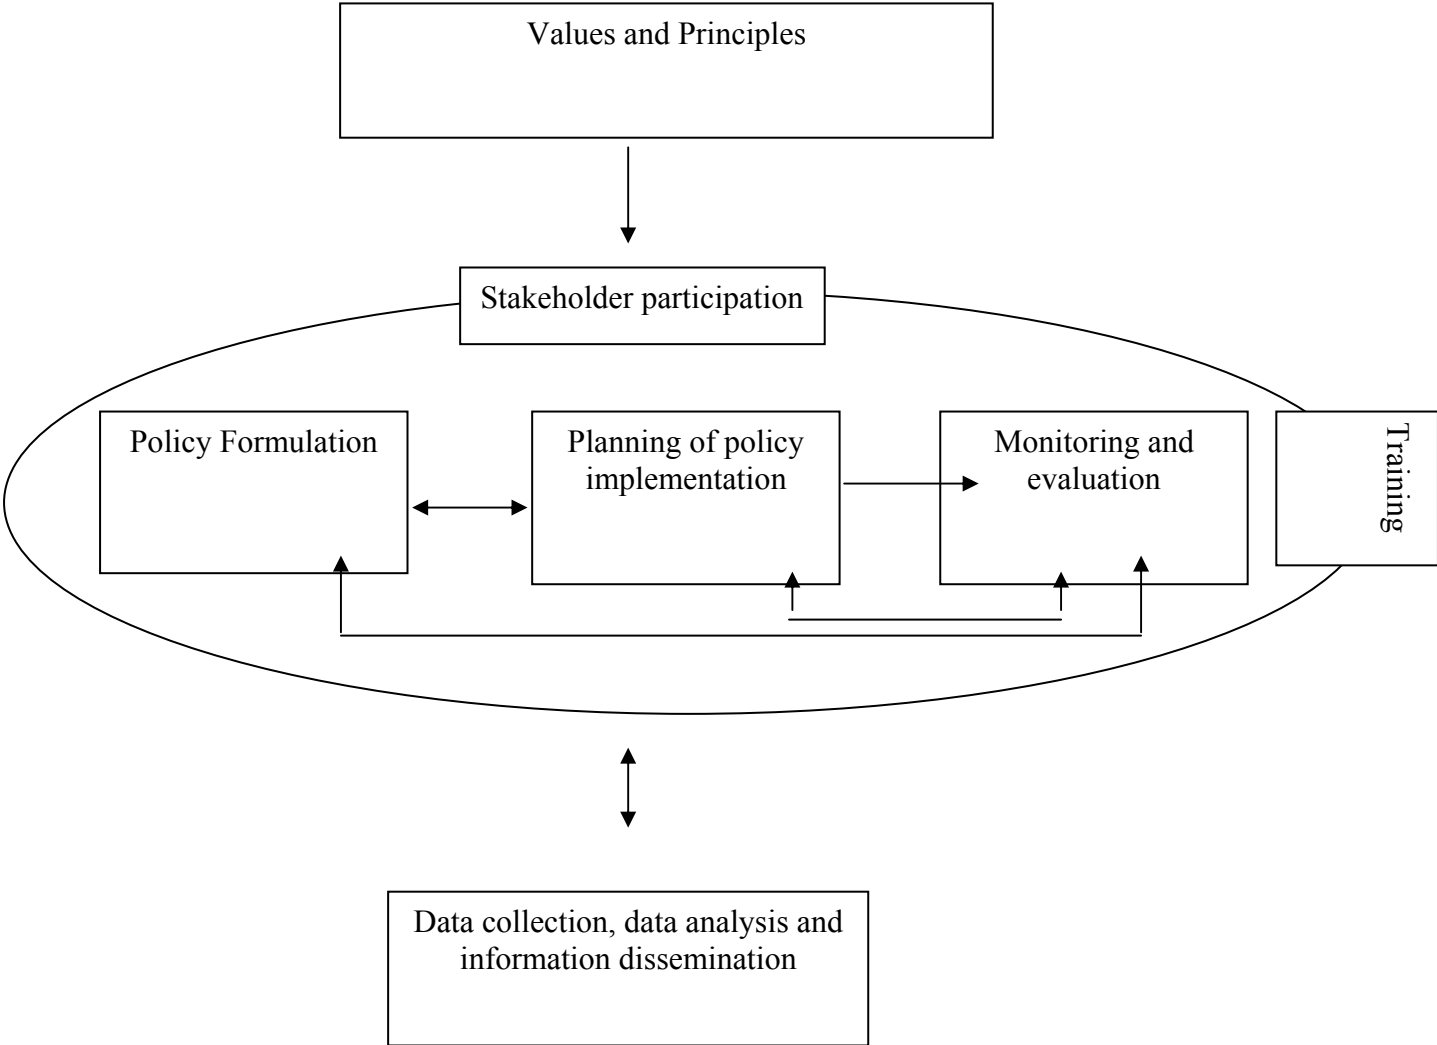 Values and Principles
Stakeholder participation
Policy Formulation
Planning of policy
implementation
Monitoring and
evaluation
Training
Data collection, data analysis and
information dissemination